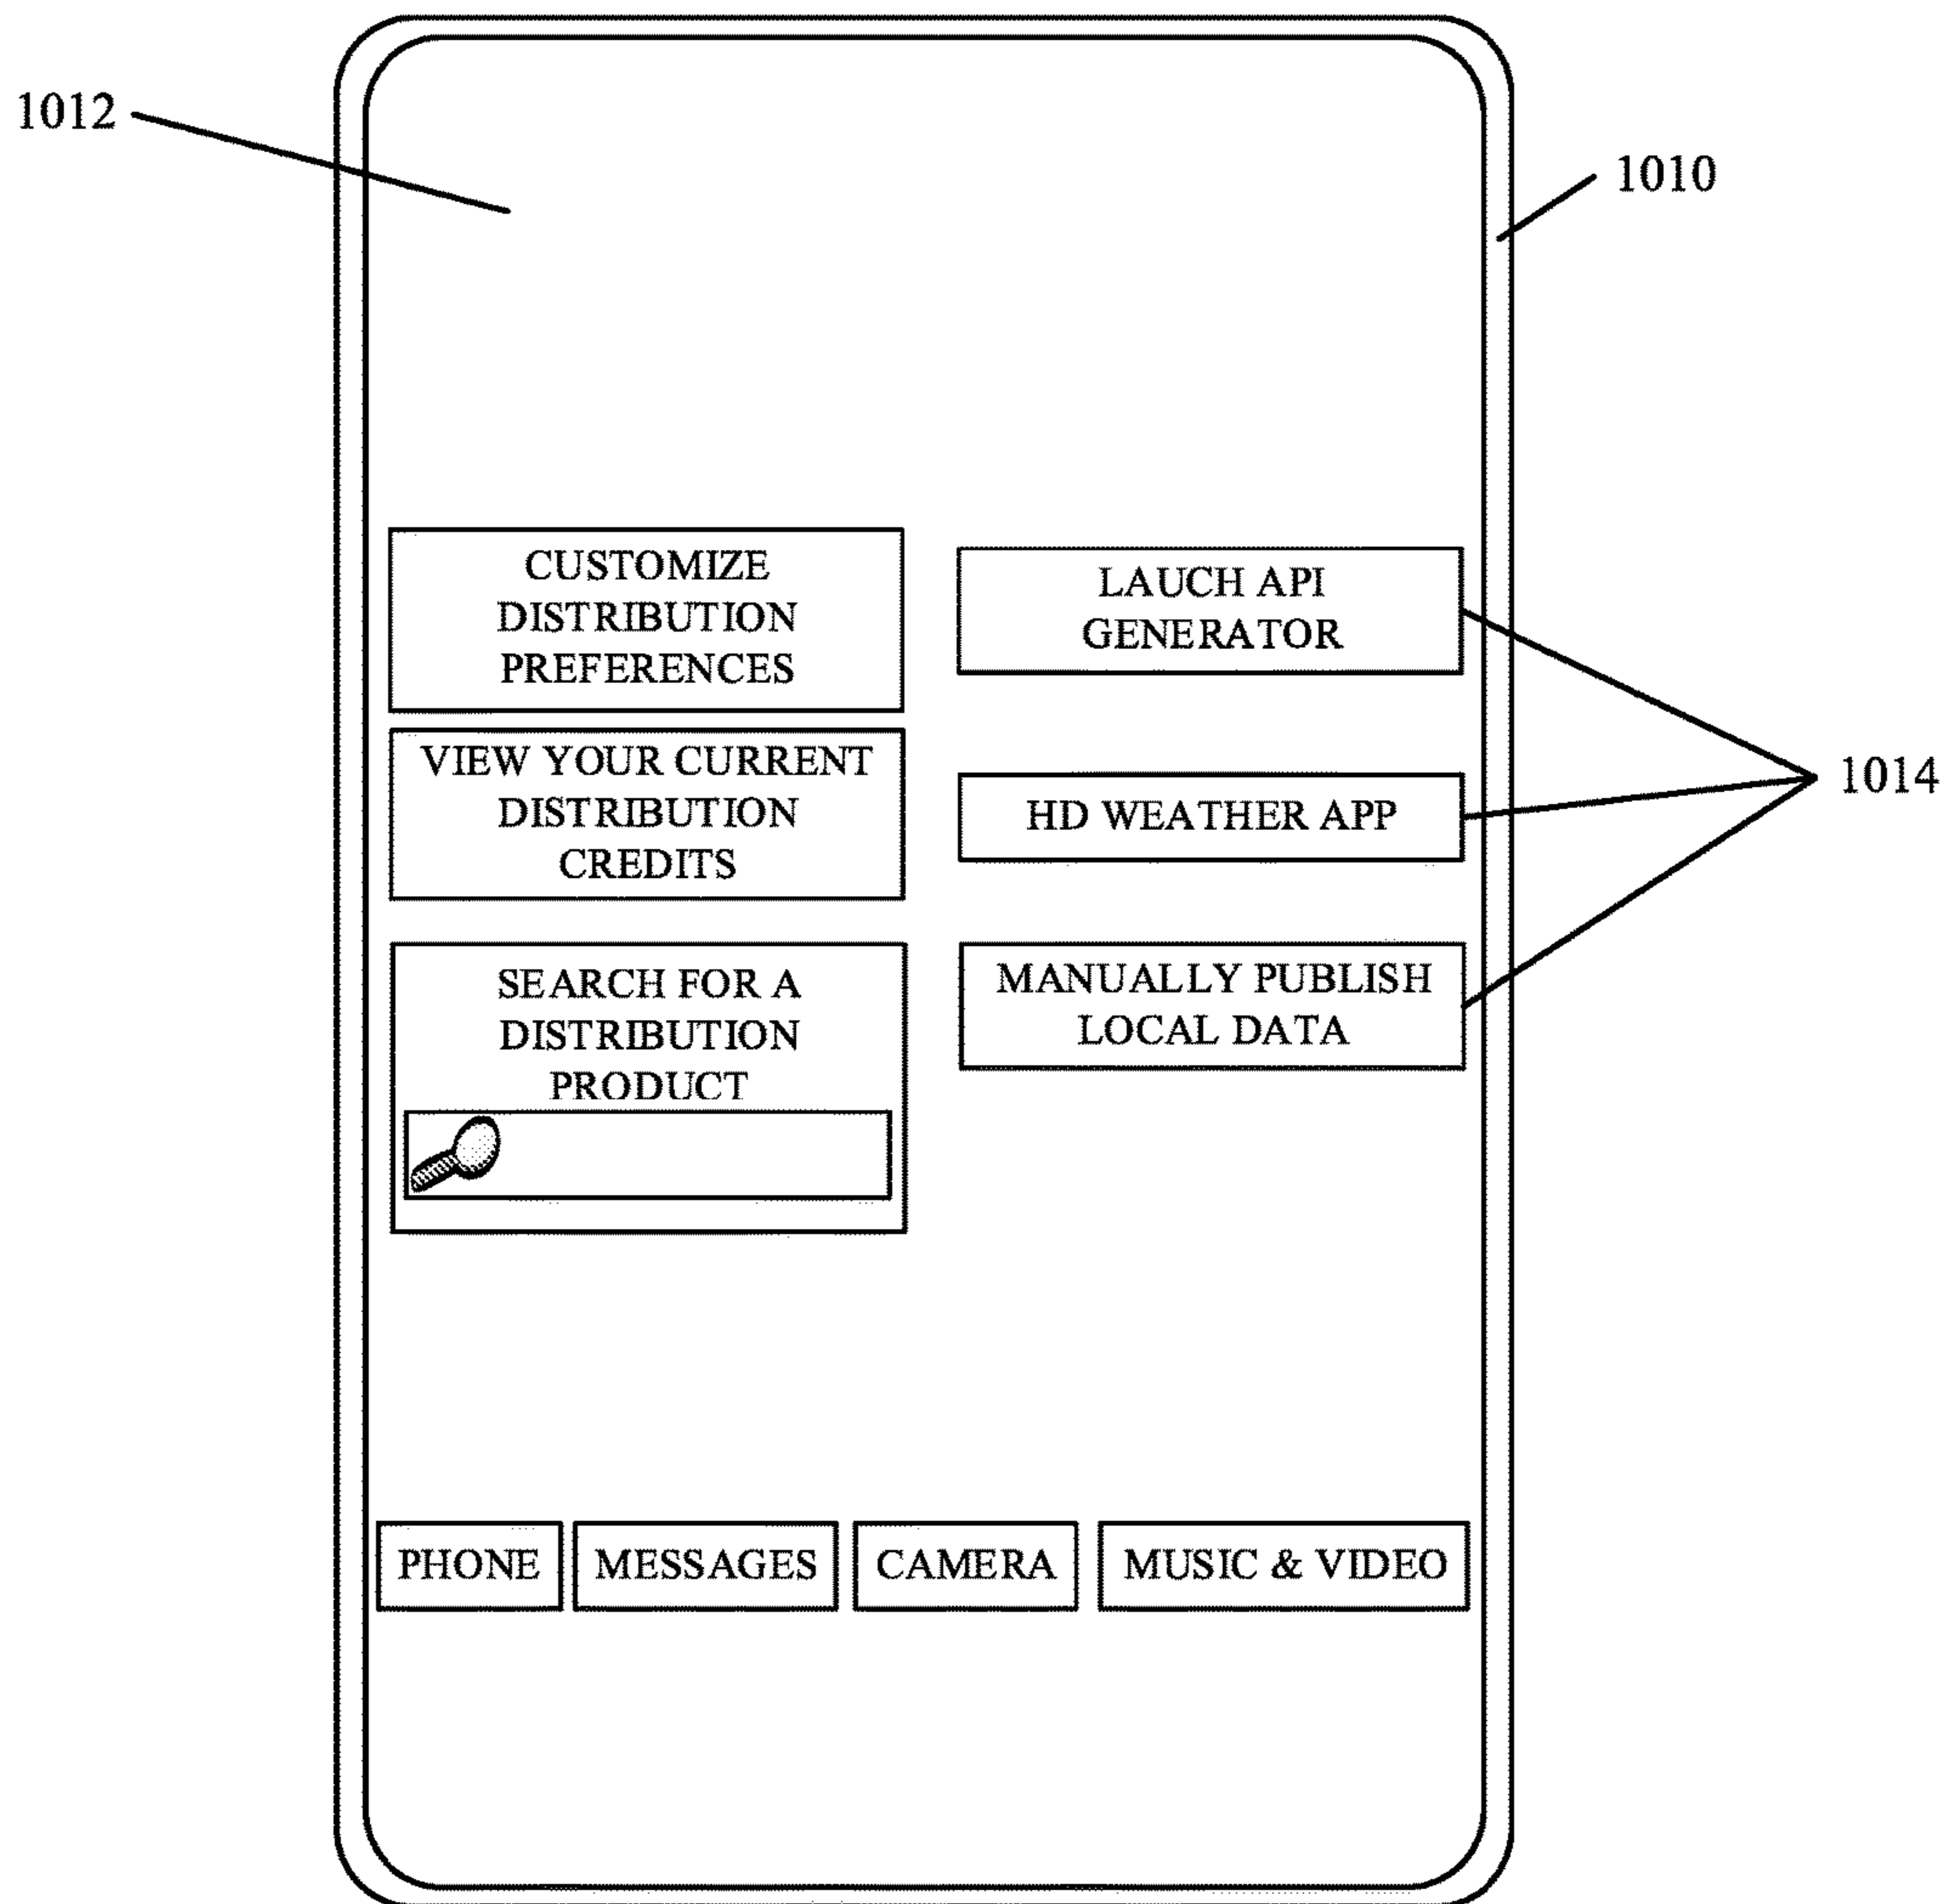 1012
1010
CUSTOMIZE
DISTRIBUTION
PREFERENCES
LAUCH API
GENERATOR
VIEW YOUR CURRENT
DISTRIBUTION
CREDITS
HD WEATHER APP
1014
SEARCH FOR A
DISTRIBUTION
PRODUCT
MANUALLY PUBLISH
LOCAL DATA
PHONE
MESSAGES
CAMERA
MUSIC & VIDEO